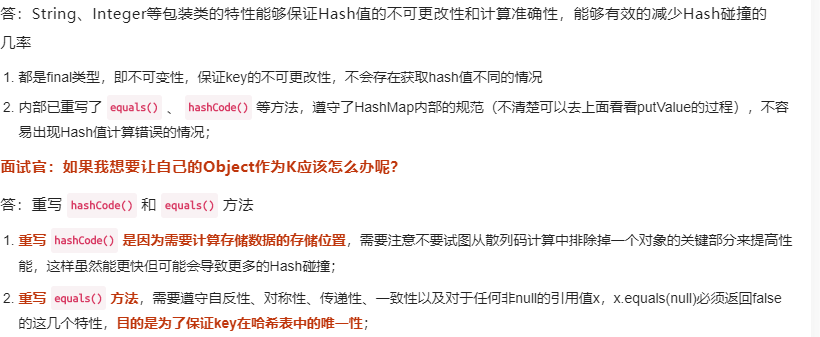 答：String、Integer等包装类的特性能够保证Hash值的不可更改性和计算准确性，能够有效的减少Hash碰撞的
几率
1. 都是final类型，即不可变性，保证key的不可更改性，不会存在获取hash值不同的情况
2. 内部已重写了 equals() 、 hashCode() 等方法，遵守了HashMap内部的规范（不清楚可以去上面看看putValue的过程），不容
易出现Hash值计算错误的情况；
面试官：如果我想要让自己的Object作为K应该怎么办呢？
答：重写 hashCode() 和 equals() 方法
1. 重写 hashCode() 是因为需要计算存储数据的存储位置，需要注意不要试图从散列码计算中排除掉一个对象的关键部分来提高性
能，这样虽然能更快但可能会导致更多的Hash碰撞；
2. 重写 equals() 方法，需要遵守自反性、对称性、传递性、一致性以及对于任何非null的引用值x，x.equals(null)必须返回false
的这几个特性，目的是为了保证key在哈希表中的唯一性；